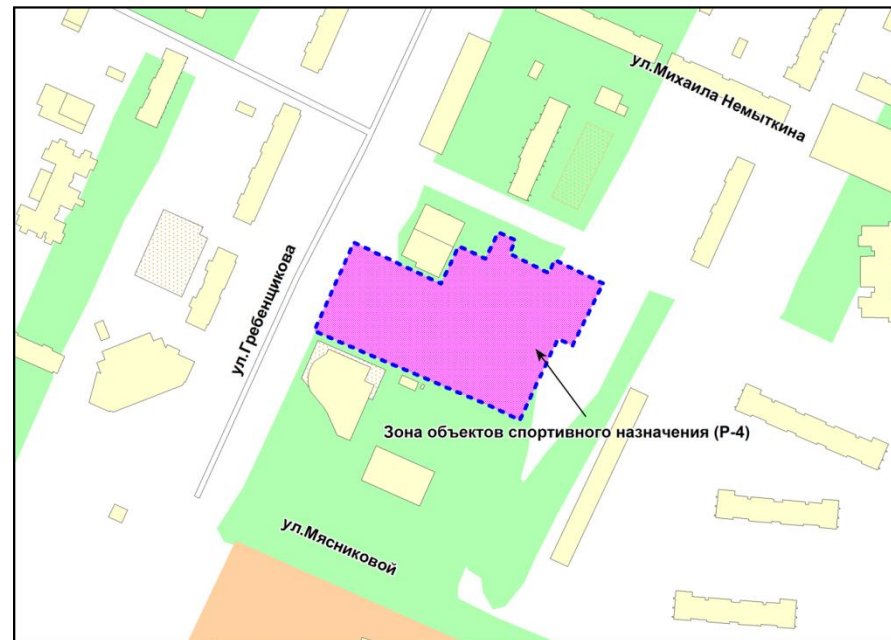 ул.Михаила Немыткина
ул.Гребенщикова
Зона объектов спортивного назначения (Р-4)
ул.Мясниковой